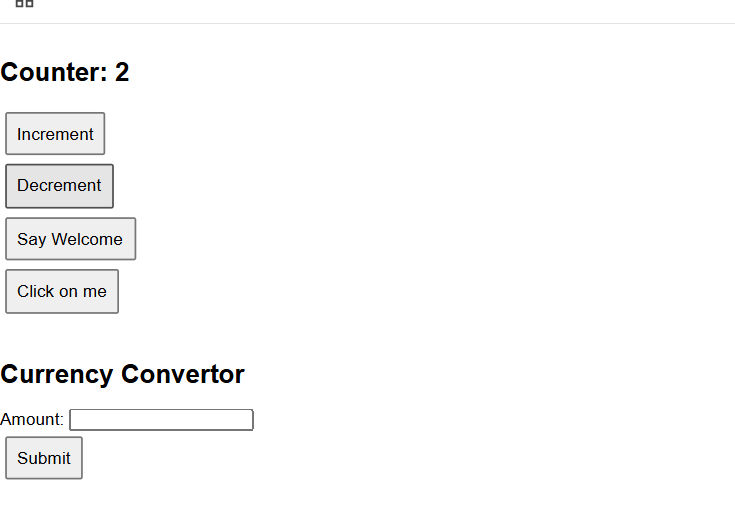 Counter: 2
Increment
Decrement
Say Welcome
Click on me
Currency Convertor
Amount:
Submit